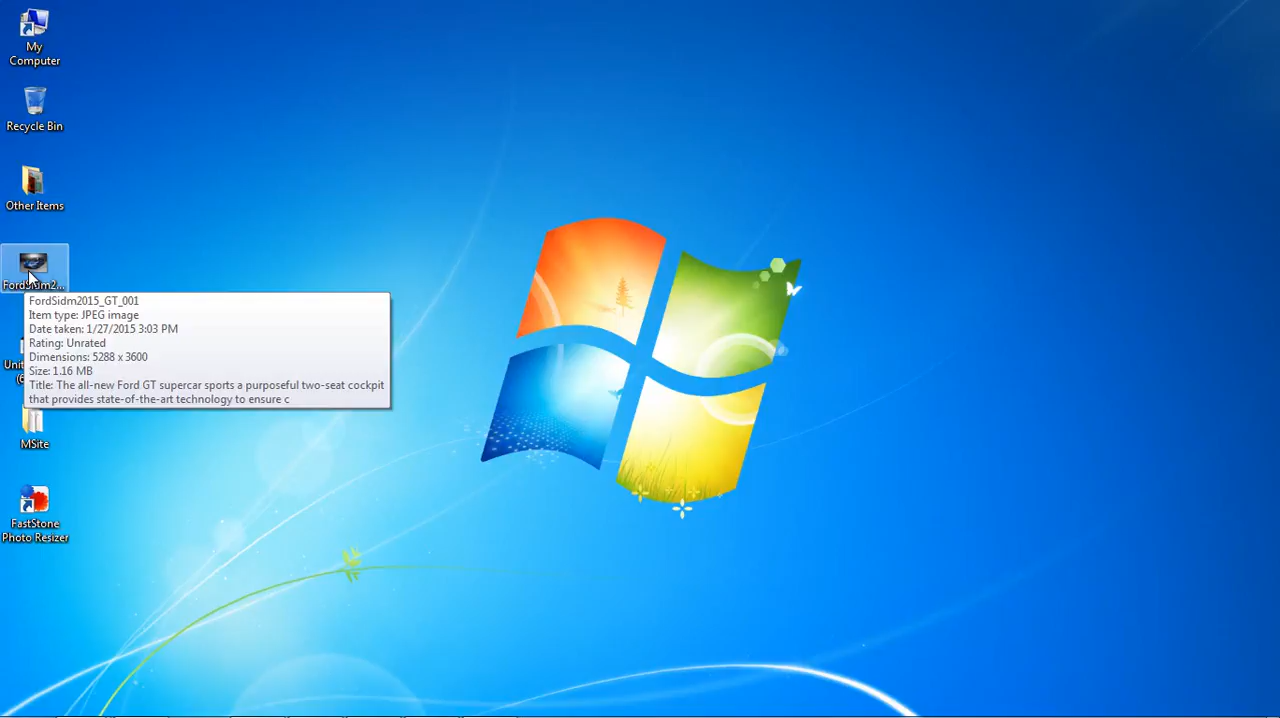 My
Computer
Recycle Bin
Other Items
FordSidm2...
FordSidm2015_GT_001
Item type: JPEG image
Date taken: 1/27/2015 3:03 PM
Rating: Unrated
Dimensions: 5288 x 3600
Size: 1.16 MB
Title: The all-new Ford GT supercar sports a purposeful two-seat cockpit
that provides state-of-the-art technology to ensure c
MSite
FastStone
Photo Resizer